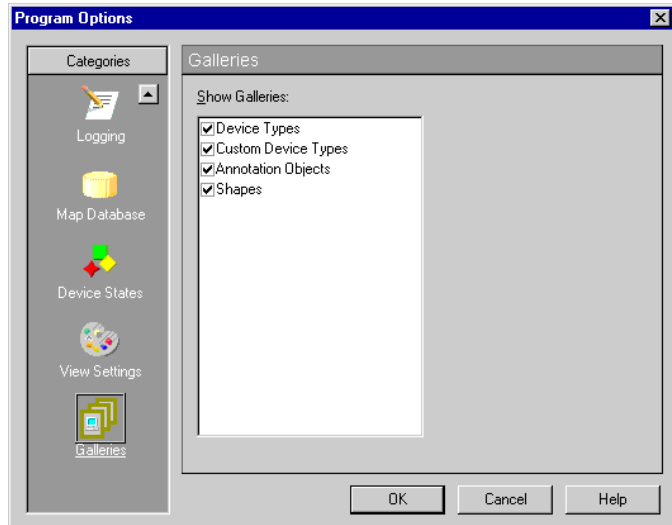 Program Options
Categories
Logging
Map Database
Device States
View Settings
Galleries
Galleries
Show Galleries:
Device Types
Custom Device Types
Annotation Objects
Shapes
OK
Cancel
Help